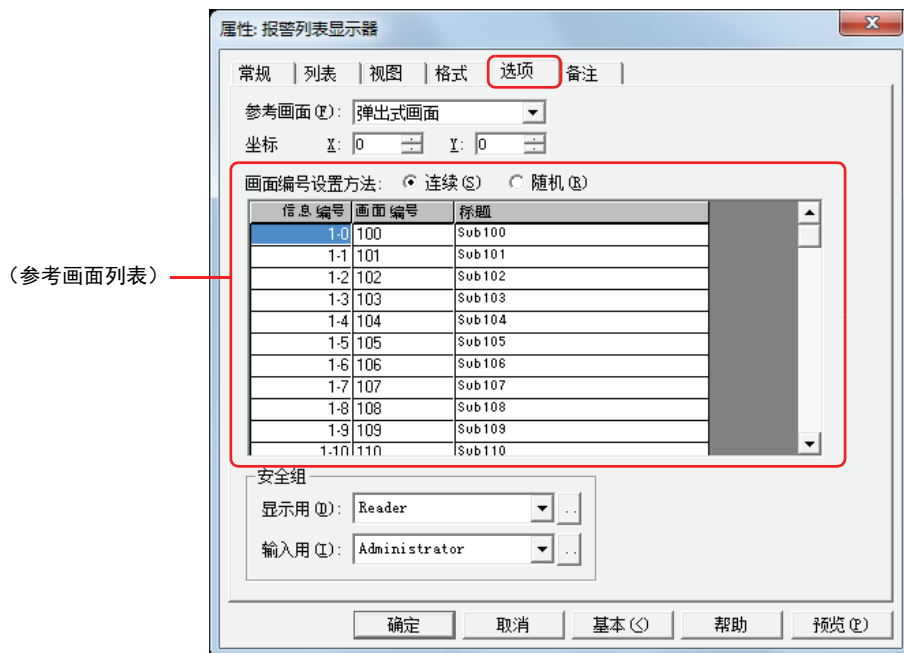 属性: 报警列表显示器
常规 列表 视图 格式 选项 备注
参考画面(F): 弹出式画面
坐标 X: 0 Y: 0
画面编号设置方法: 连续(S) 随机(R)
信息编号 画面编号 标题
1-0 100 Sub100
1-1 101 Sub101
1-2 102 Sub102
1-3 103 Sub103
(参考画面列表)
1-4 104 Sub104
1-5 105 Sub105
1-6 106 Sub106
1-7 107 Sub107
1-8 108 Sub108
1-9 109 Sub109
1-10 110 Sub110
安全组
显示用(D): Reader ..
输入用(I): Administrator ..
确定 取消 基本(<) 帮助 预览(P)